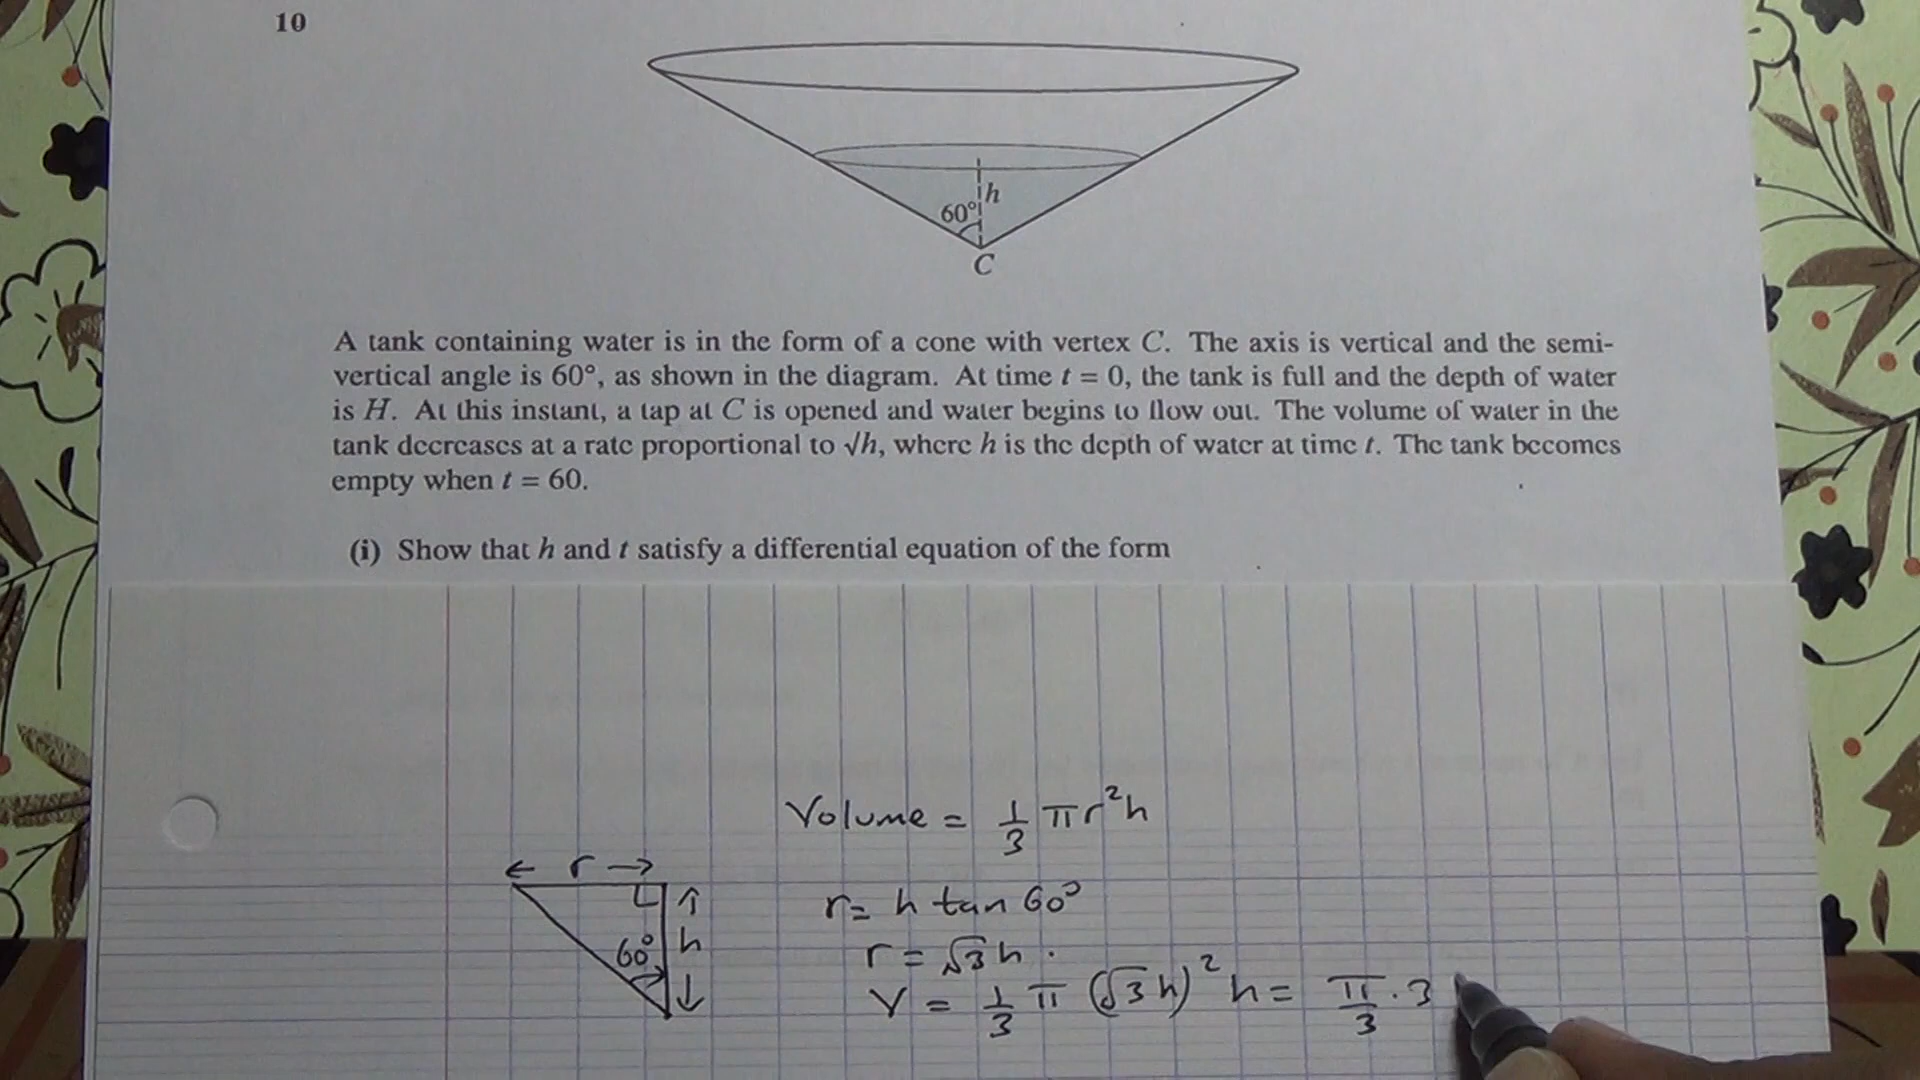 10
h
60°
C
A tank containing water is in the form of a cone with vertex C. The axis is vertical and the semi-
vertical angle is 60°, as shown in the diagram. At time t = 0, the tank is full and the depth of water
is H. At this instant, a tap at C is opened and water begins to flow out. The volume of water in the
tank decreases at a rate proportional to √h, where h is the depth of water at time t. The tank becomes
empty when t = 60.
(i) Show that h and t satisfy a differential equation of the form
Volume = 1/3 πr²h
← r →
↑
r = h tan 60°
60° h
r = √3 h .
↓
V = 1/3 π (√3 h)² h = π/3 . 3